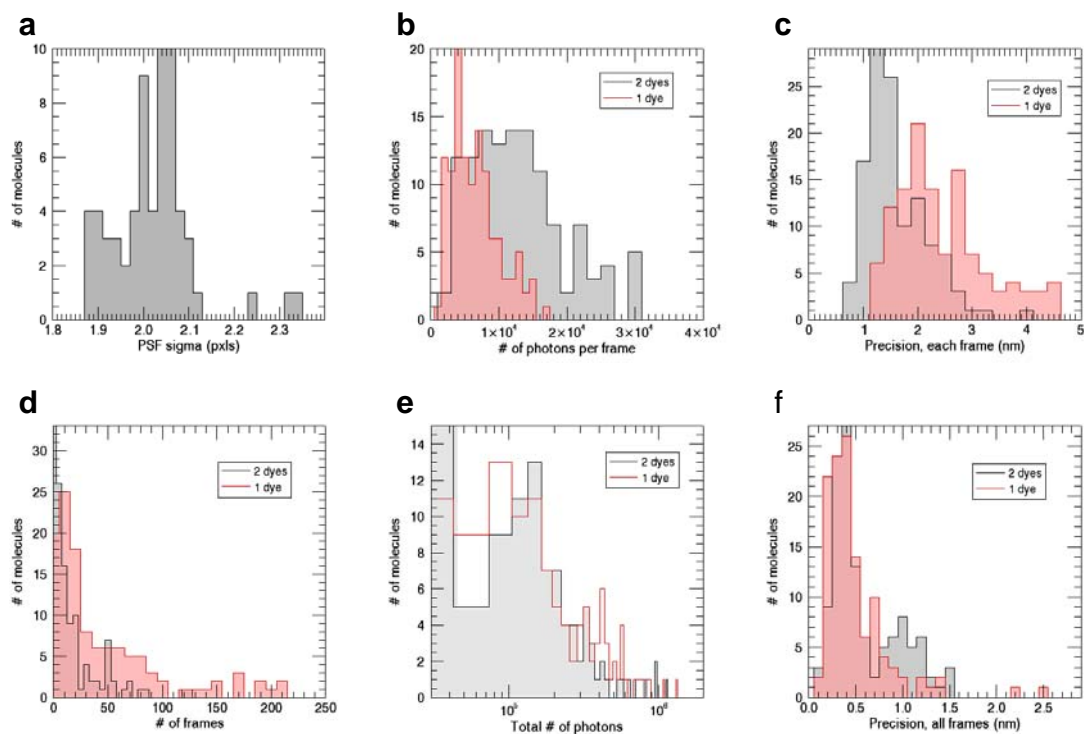 a
10
8
6
4
2
0
# of molecules
1.8 1.9 2.0 2.1 2.2 2.3
PSF sigma (pxls)
b
20
15
10
5
0
# of molecules
2 dyes
1 dye
0 1×10⁴ 2×10⁴ 3×10⁴ 4×10⁴
# of photons per frame
c
25
20
15
10
5
0
# of molecules
2 dyes
1 dye
0 1 2 3 4 5
Precision, each frame (nm)
d
30
25
20
15
10
5
0
# of molecules
2 dyes
1 dye
0 50 100 150 200 250
# of frames
e
14
12
10
8
6
4
2
0
# of molecules
2 dyes
1 dye
10⁵ 10⁶
Total # of photons
f
25
20
15
10
5
0
# of molecules
2 dyes
1 dye
0.0 0.5 1.0 1.5 2.0 2.5
Precision, all frames (nm)